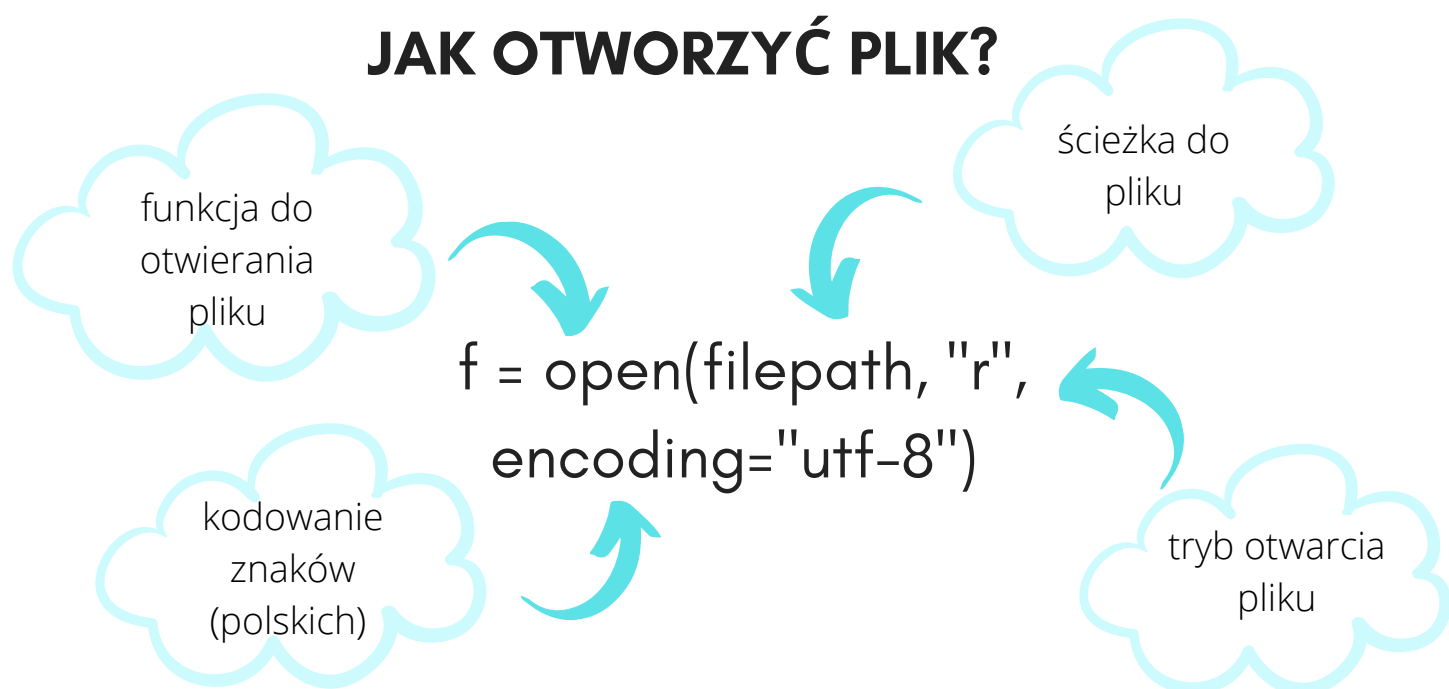 JAK OTWORZYĆ PLIK?
ścieżka do
pliku
funkcja do
otwierania
pliku
f = open(filepath, "r",
encoding="utf-8")
kodowanie
znaków
(polskich)
tryb otwarcia
pliku